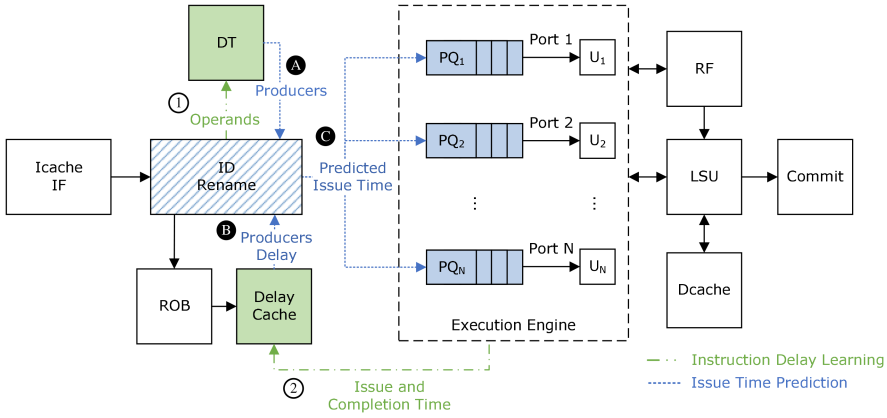 DT
A
Producers
1
Operands
Icache
IF
ID
Rename
C
Predicted
Issue Time
B
Producers
Delay
ROB
Delay
Cache
2
Issue and
Completion Time
PQ1
Port 1
U1
PQ2
Port 2
U2
⋮
⋮
PQN
Port N
UN
Execution Engine
RF
LSU
Commit
Dcache
Instruction Delay Learning
Issue Time Prediction